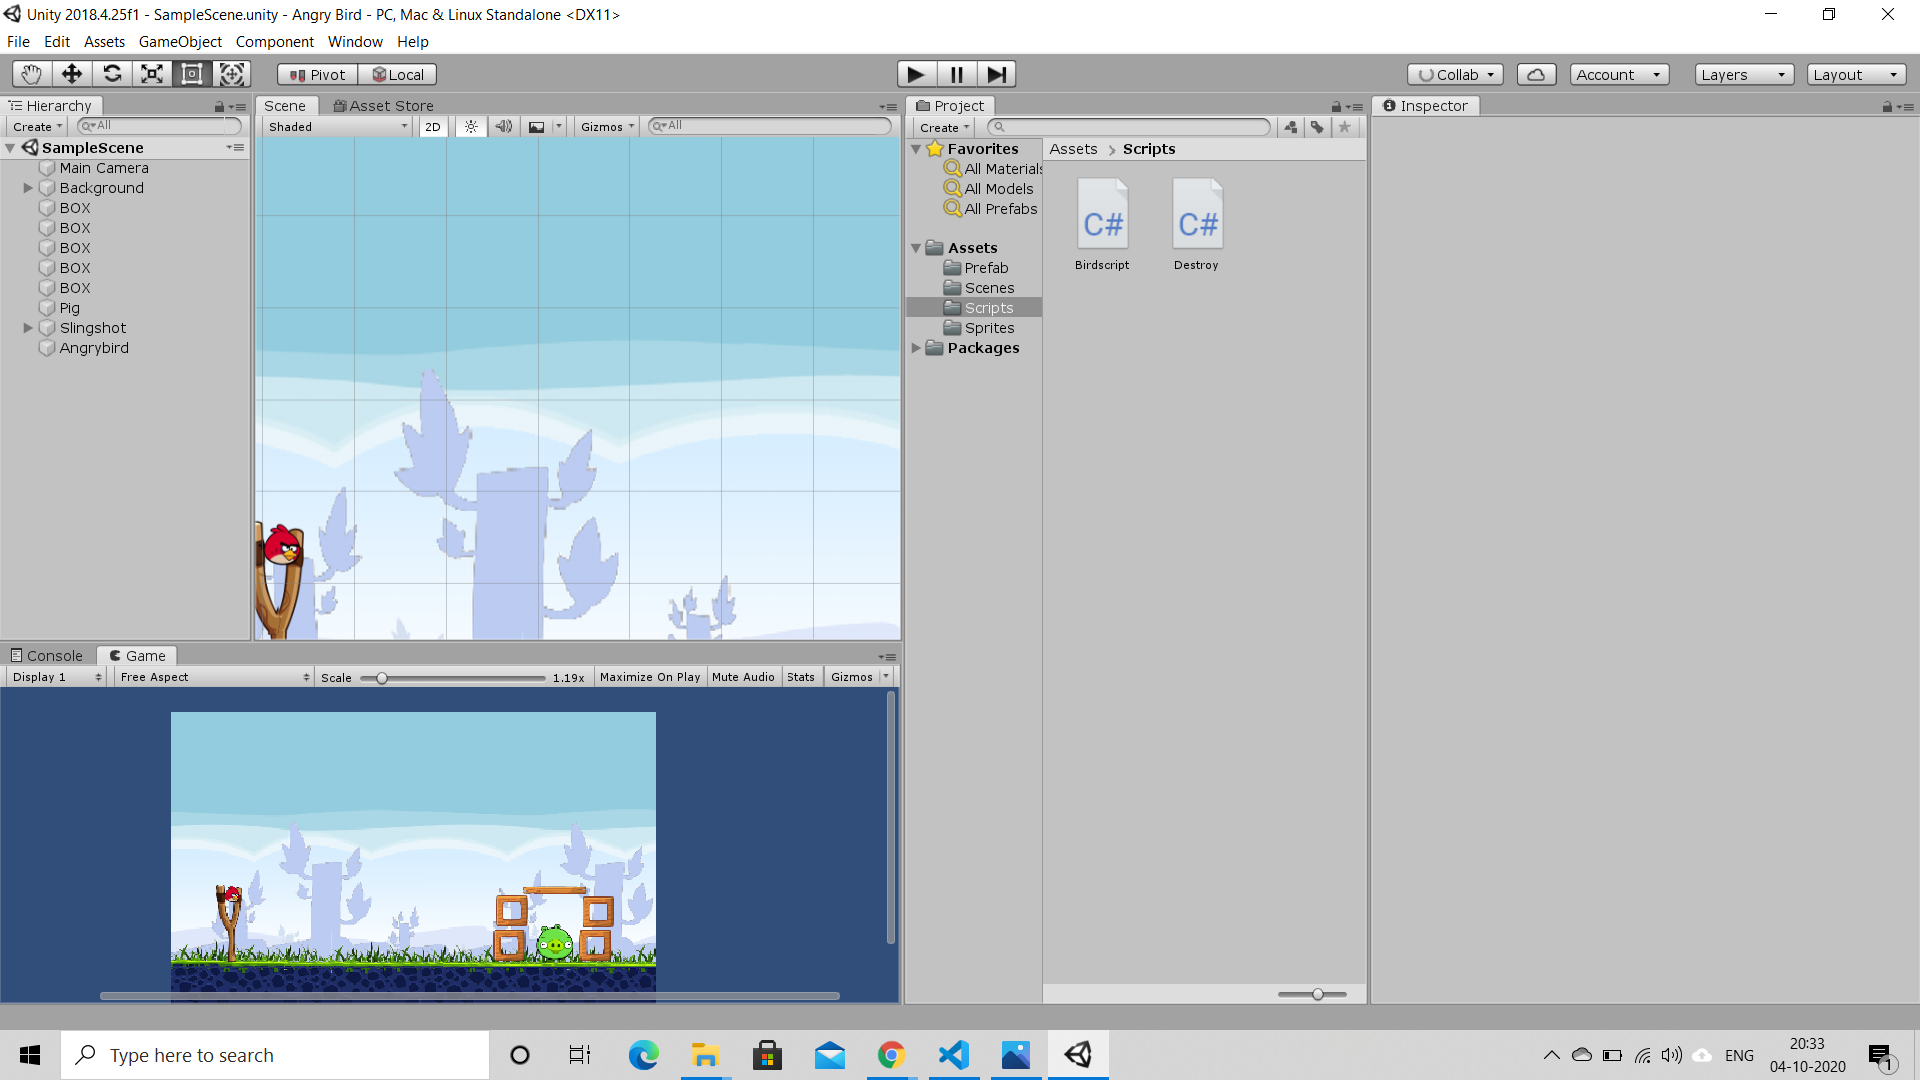 Unity 2018.4.25f1 - SampleScene.unity - Angry Bird - PC, Mac & Linux Standalone <DX11>
File Edit Assets GameObject Component Window Help
Pivot Local Collab Account Layers Layout
Hierarchy
Create All
SampleScene
Main Camera
Background
BOX
BOX
BOX
BOX
BOX
Pig
Slingshot
Angrybird
Scene Asset Store
Shaded 2D Gizmos All
Project
Create
Favorites
All Materials
All Models
All Prefabs
Assets
Prefab
Scenes
Scripts
Sprites
Packages
Assets Scripts
C# C#
Birdscript Destroy
Inspector
Console Game
Display 1 Free Aspect Scale 1.19x Maximize On Play Mute Audio Stats Gizmos
Type here to search
ENG
20:33
04-10-2020
1